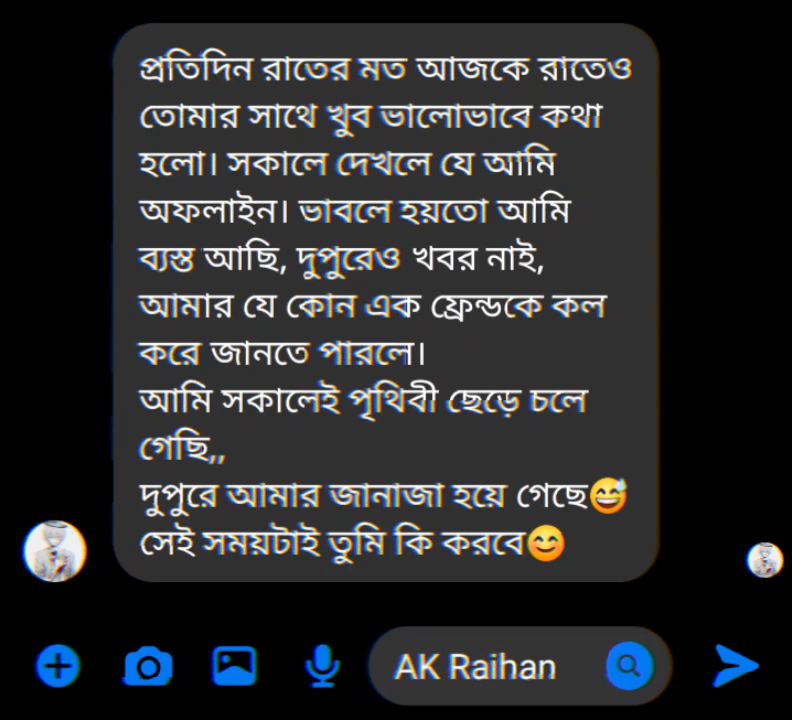 প্রতিদিন রাতের মত আজকে রাতেও
তোমার সাথে খুব ভালোভাবে কথা
হলো। সকালে দেখলে যে আমি
অফলাইন। ভাবলে হয়তো আমি
ব্যস্ত আছি, দুপুরেও খবর নাই,
আমার যে কোন এক ফ্রেন্ডকে কল
করে জানতে পারলে।
আমি সকালেই পৃথিবী ছেড়ে চলে
গেছি,,
দুপুরে আমার জানাজা হয়ে গেছে😅
সেই সময়টাই তুমি কি করবে😊
AK Raihan